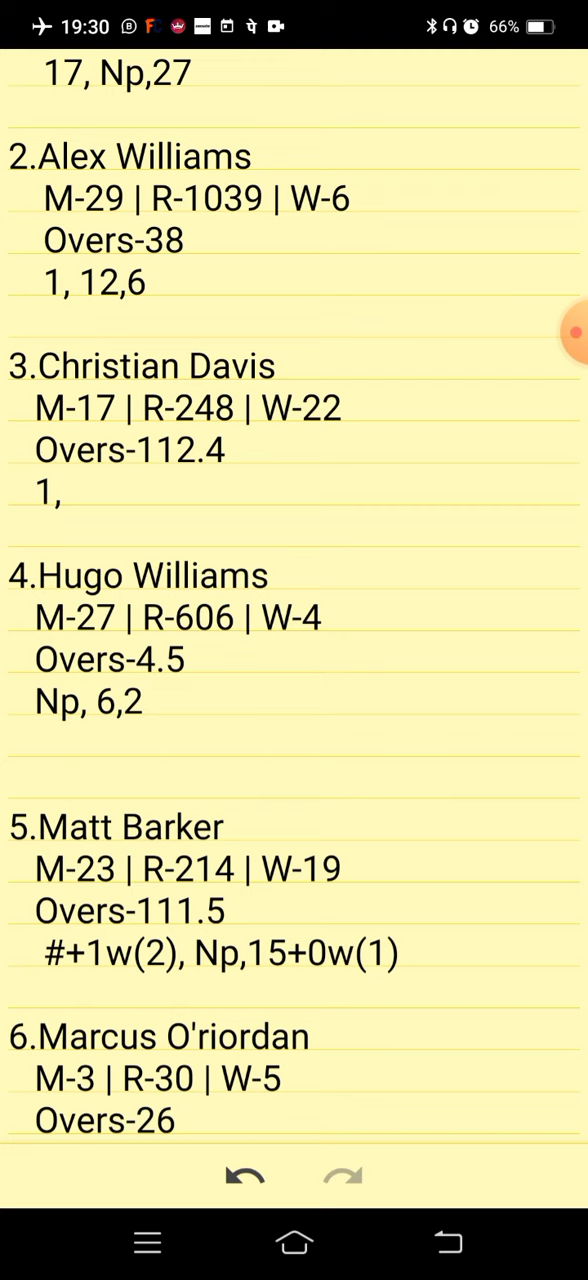 19:30
66%
17, Np,27
2.Alex Williams
M-29 | R-1039 | W-6
Overs-38
1, 12,6
3.Christian Davis
M-17 | R-248 | W-22
Overs-112.4
1,
4.Hugo Williams
M-27 | R-606 | W-4
Overs-4.5
Np, 6,2
5.Matt Barker
M-23 | R-214 | W-19
Overs-111.5
#+1w(2), Np,15+0w(1)
6.Marcus O'riordan
M-3 | R-30 | W-5
Overs-26